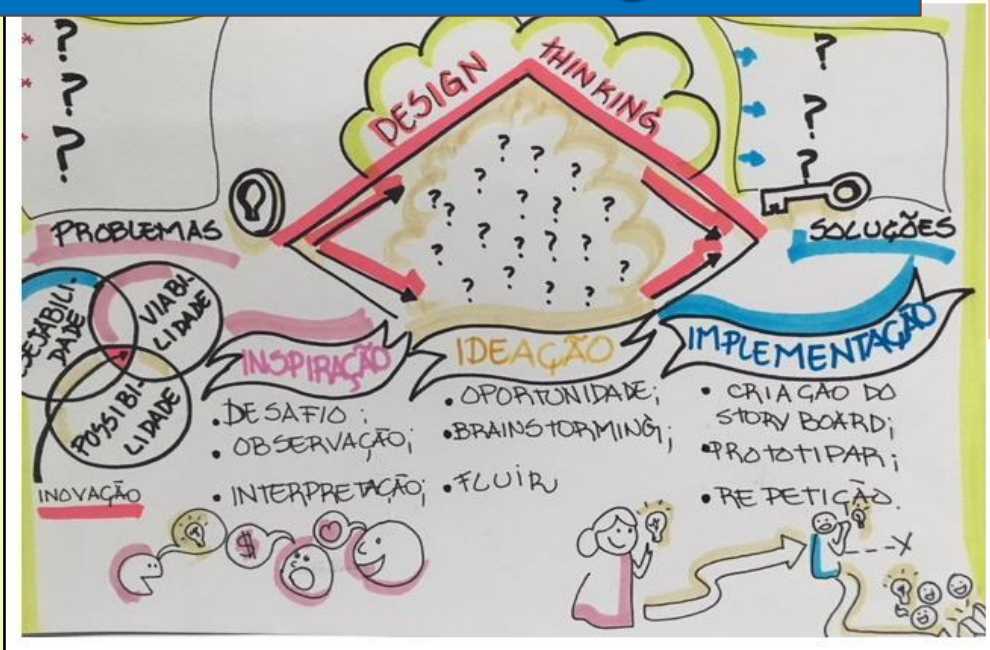 DESIGN THINKING
?
?
?
?
?
?
PROBLEMAS
SOLUÇÕES
? ?
? ?
? ? ?
?
? ? ? ?
?
? ?
? ? ?
VIABI-
LIDADE
POSSIBI-
LIDADE
INOVAÇÃO
INSPIRAÇÃO
• DESAFIO;
• OBSERVAÇÃO;
• INTERPRETAÇÃO;
IDEAÇÃO
• OPORTUNIDADE;
• BRAINSTORMING;
• FLUIR
IMPLEMENTAÇÃO
• CRIAÇÃO DO
STORY BOARD;
• PROTOTIPAR;
• REPETIÇÃO.
$
X